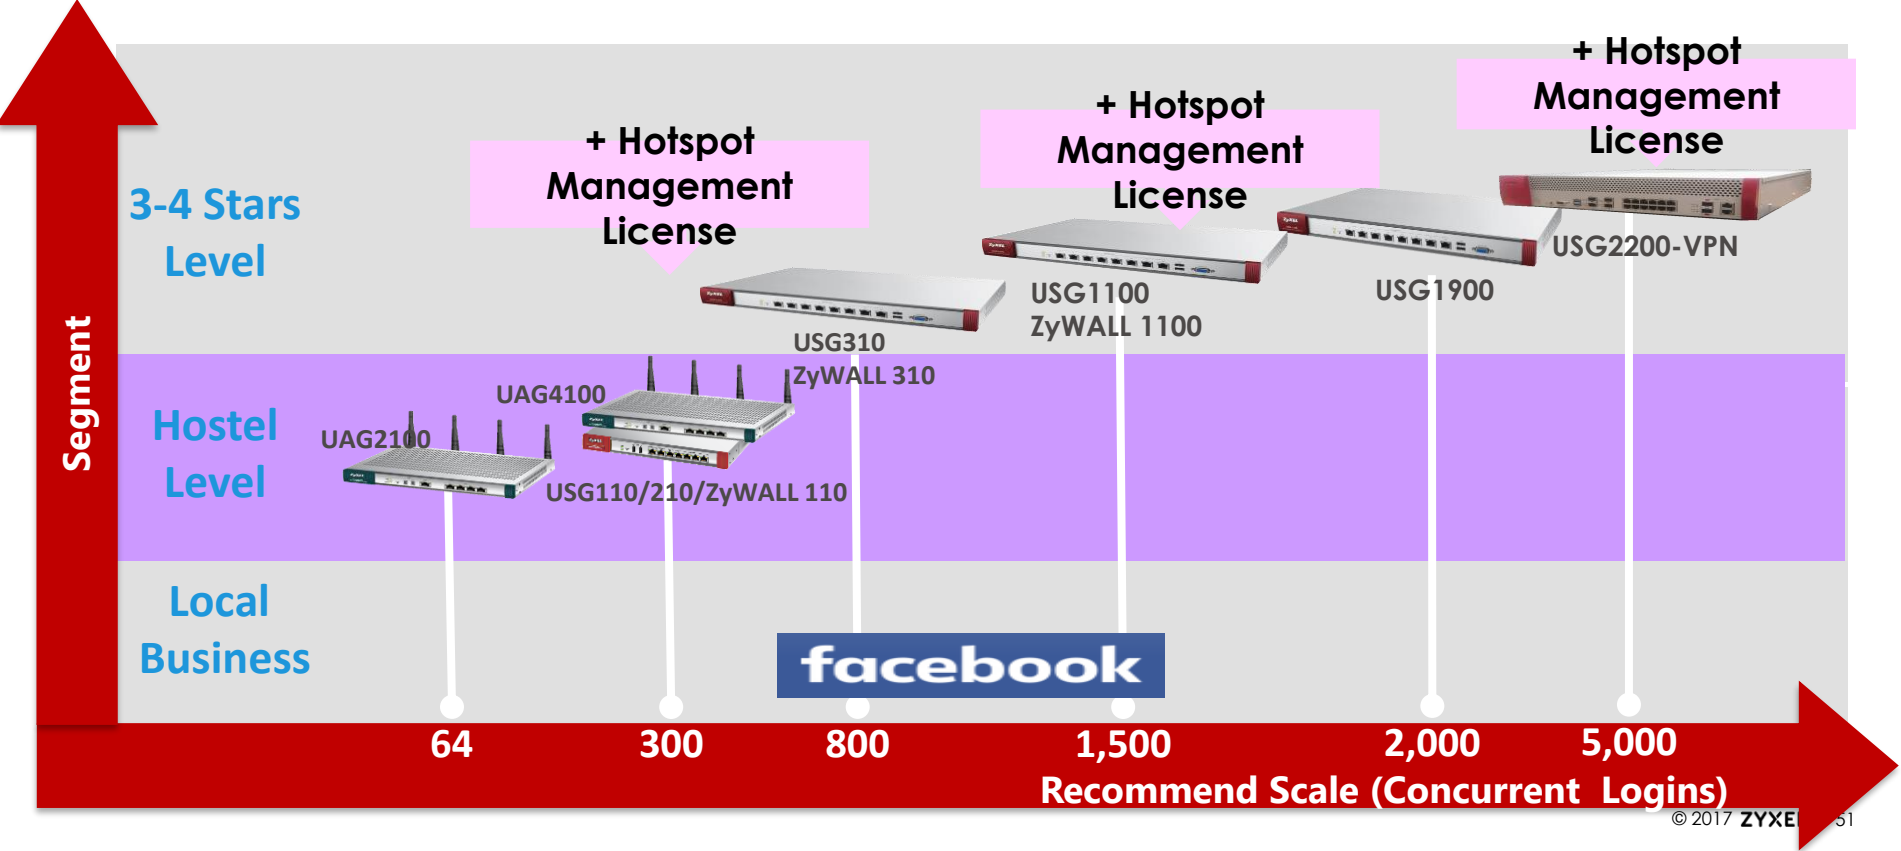 + Hotspot
Management
License
+ Hotspot
Management
License
+ Hotspot
Management
License
3-4 Stars
Level
USG2200-VPN
USG1900
USG1100
ZyWALL 1100
USG310
ZyWALL 310
Segment
Hostel
Level
UAG4100
UAG2100
USG110/210/ZyWALL 110
Local
Business
facebook
64
300
800
1,500
2,000
5,000
Recommend Scale (Concurrent Logins)
© 2017 ZYXE 51